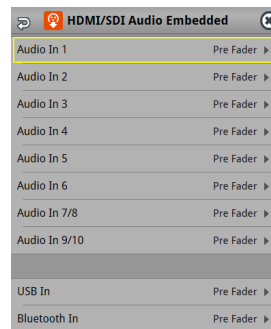 HDMI/SDI Audio Embedded
Audio In 1 Pre Fader
Audio In 2 Pre Fader
Audio In 3 Pre Fader
Audio In 4 Pre Fader
Audio In 5 Pre Fader
Audio In 6 Pre Fader
Audio In 7/8 Pre Fader
Audio In 9/10 Pre Fader
USB In Pre Fader
Bluetooth In Pre Fader